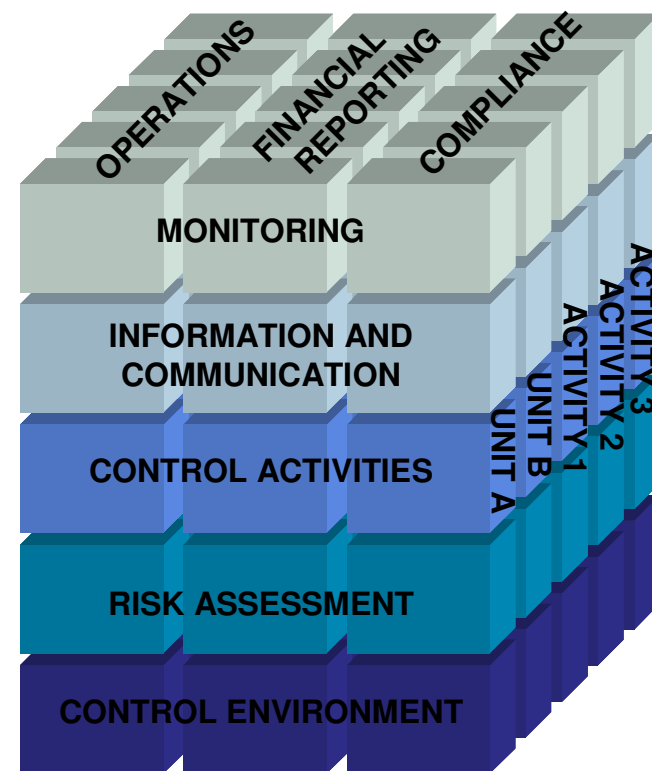 OPERATIONS
FINANCIAL
REPORTING
COMPLIANCE
MONITORING
INFORMATION AND
COMMUNICATION
CONTROL ACTIVITIES
RISK ASSESSMENT
CONTROL ENVIRONMENT
UNIT A
UNIT B
ACTIVITY 1
ACTIVITY 2
ACTIVITY 3